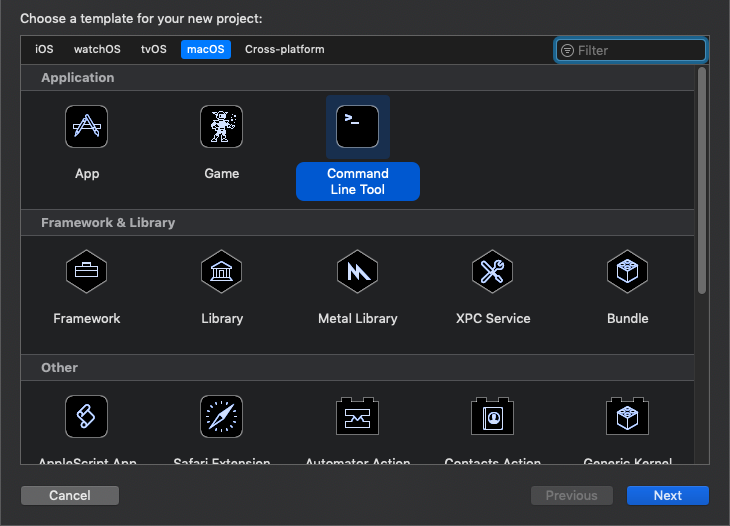 Choose a template for your new project:
iOS watchOS tvOS macOS Cross-platform Filter
Application
App Game Command
Line Tool
Framework & Library
Framework Library Metal Library XPC Service Bundle
Other
AppleScript App Safari Extension Automator Action Contacts Action Generic Kernel
Cancel Previous Next